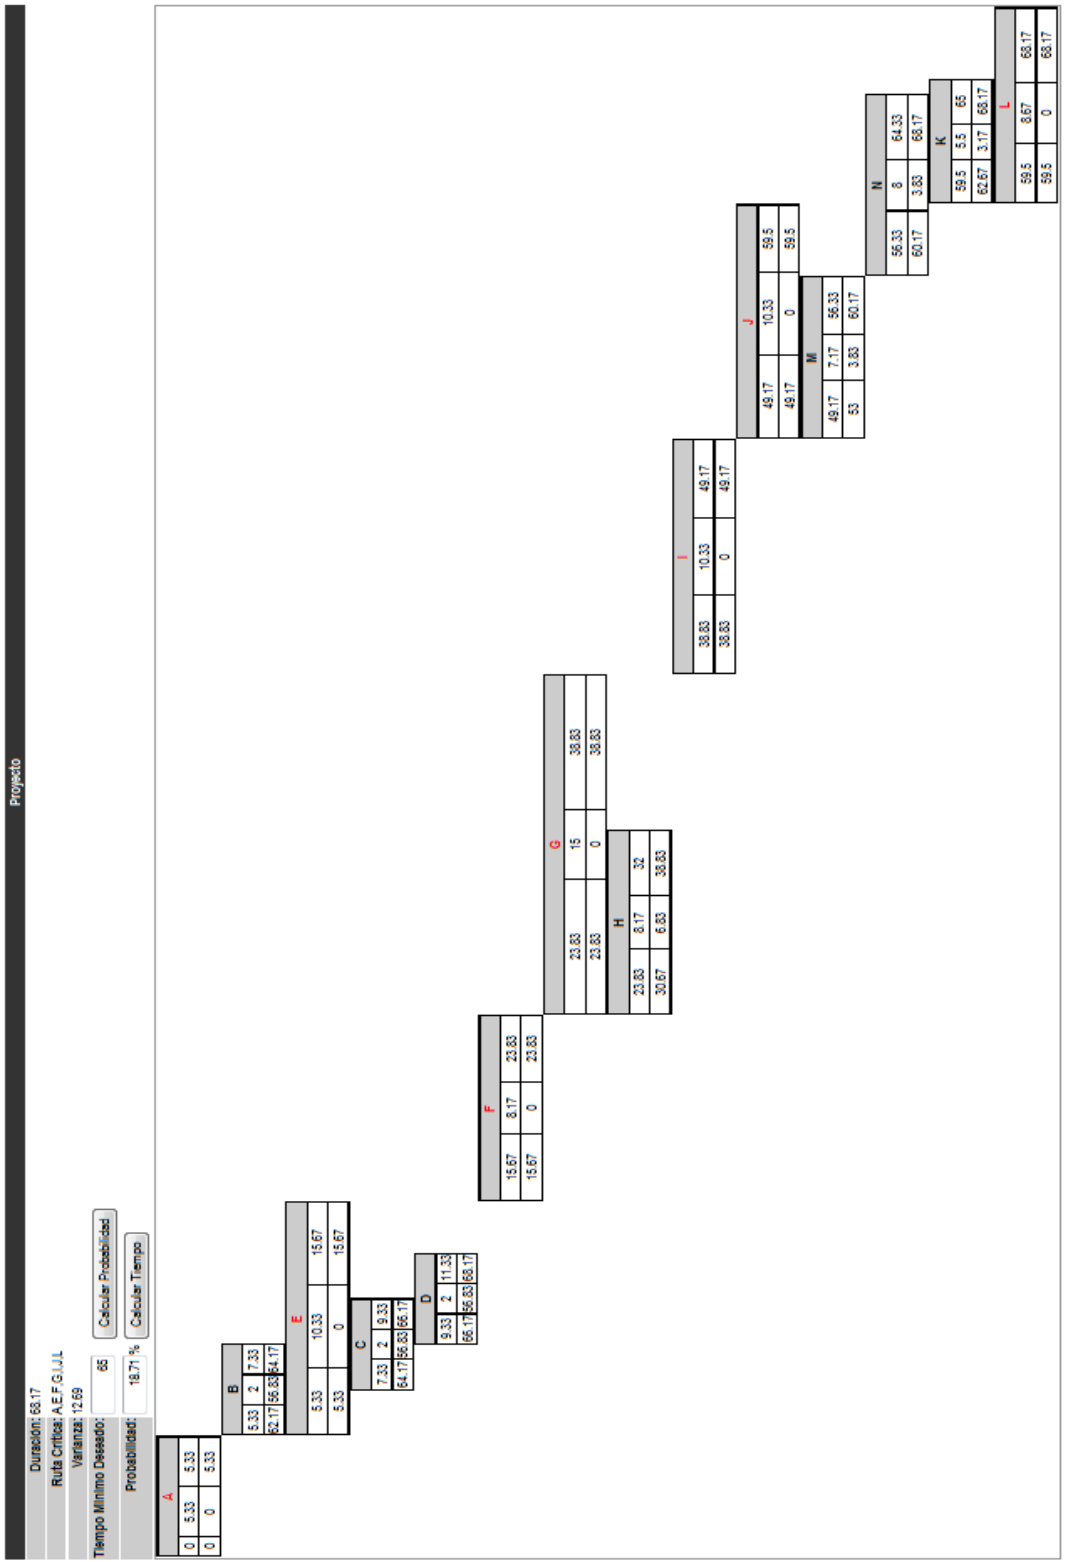 Proyecto
Duración: 68.17
Ruta Crítica: A,E,F,G,I,J,L
Varianza: 12.69
Tiempo Mínimo Deseado: 65 Calcular Probabilidad
Probabilidad: 18.71 % Calcular Tiempo
A
0 5.33 5.33
0 0 5.33
B
5.33 2 7.33
62.17 56.83 64.17
E
5.33 10.33 15.67
5.33 0 15.67
C
7.33 2 9.33
64.17 56.83 66.17
D
9.33 2 11.33
66.17 56.83 68.17
F
15.67 8.17 23.83
15.67 0 23.83
G
23.83 15 38.83
23.83 0 38.83
H
23.83 8.17 32
30.67 6.83 38.83
I
38.83 10.33 49.17
38.83 0 49.17
J
49.17 10.33 59.5
49.17 0 59.5
M
49.17 7.17 56.33
53 3.83 60.17
N
56.33 8 64.33
60.17 3.83 68.17
K
59.5 5.5 65
62.67 3.17 68.17
L
59.5 8.67 68.17
59.5 0 68.17